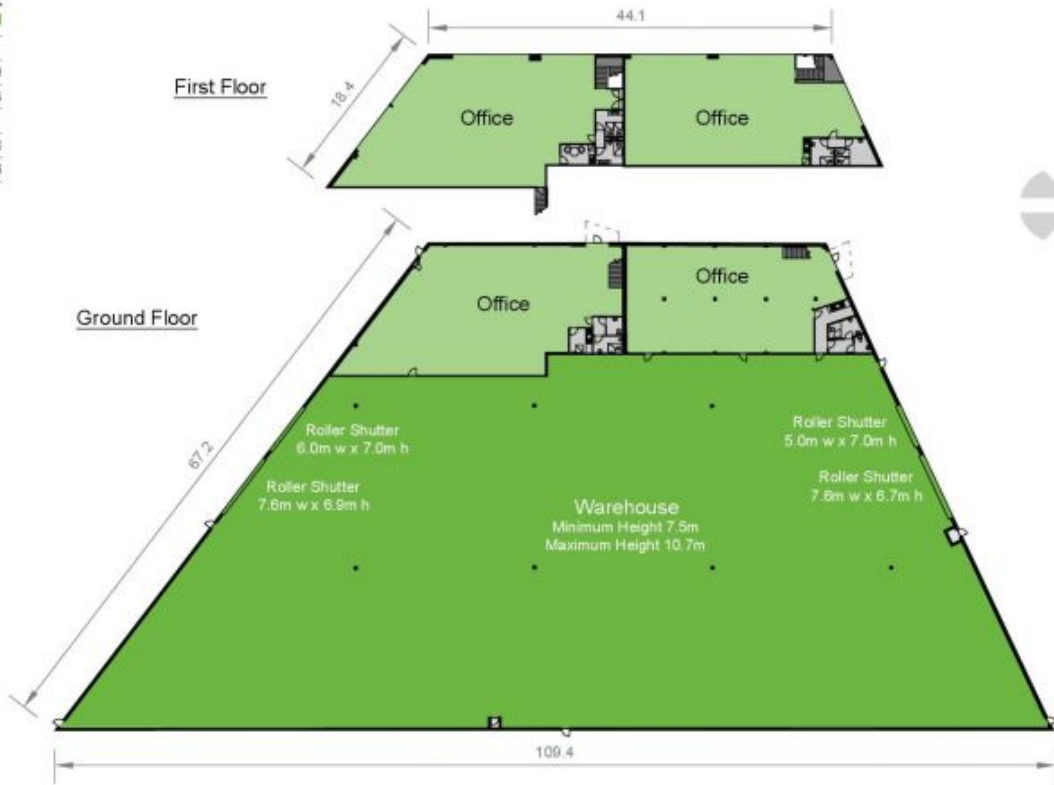 44.1
First Floor
18.4
Office
Office
Ground Floor
Office
Office
67.2
Roller Shutter
6.0m w x 7.0m h
Roller Shutter
5.0m w x 7.0m h
Roller Shutter
7.6m w x 6.9m h
Roller Shutter
7.6m w x 6.7m h
Warehouse
Minimum Height 7.5m
Maximum Height 10.7m
109.4